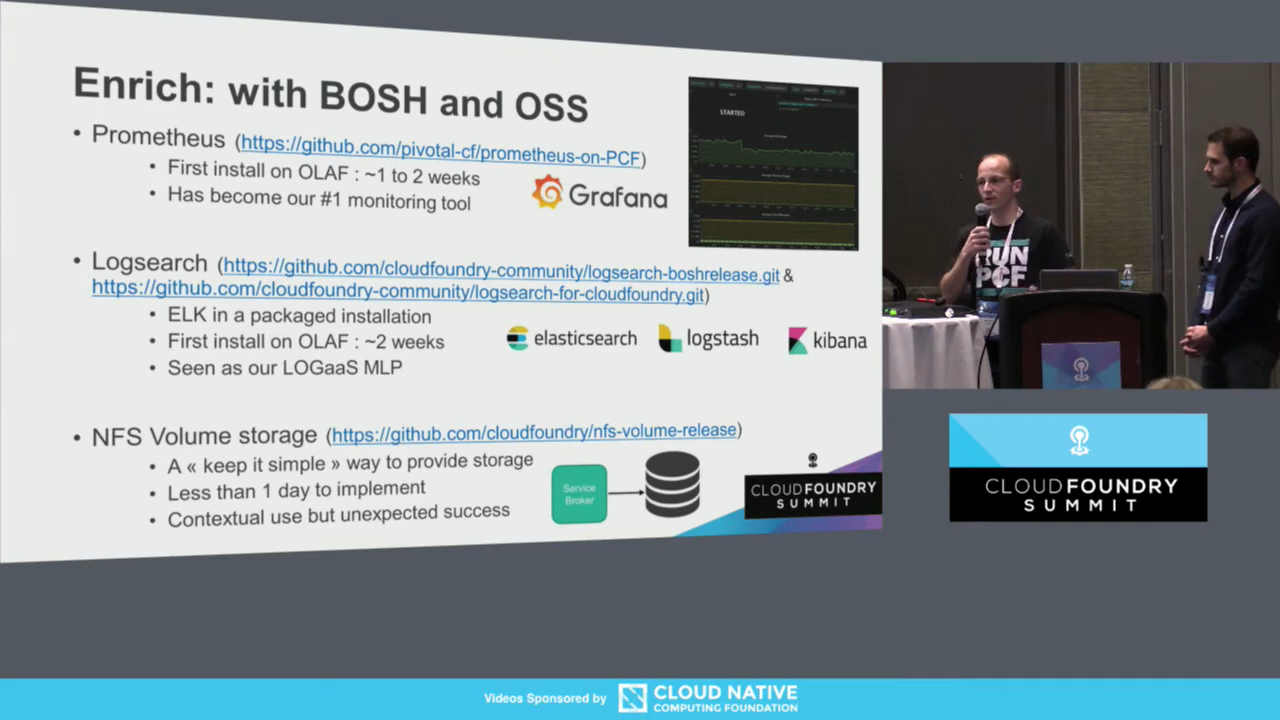 Enrich: with BOSH and OSS
• Prometheus (https://github.com/pivotal-cf/prometheus-on-PCF)
• First install on OLAF : ~1 to 2 weeks
• Has become our #1 monitoring tool
Grafana
STARTED
• Logsearch (https://github.com/cloudfoundry-community/logsearch-boshrelease.git &
https://github.com/cloudfoundry-community/logsearch-for-cloudfoundry.git)
• ELK in a packaged installation
• First install on OLAF : ~2 weeks
• Seen as our LOGaaS MLP
elasticsearch
logstash
kibana
• NFS Volume storage (https://github.com/cloudfoundry/nfs-volume-release)
• A « keep it simple » way to provide storage
• Less than 1 day to implement
• Contextual use but unexpected success
Service
Broker
CLOUDFOUNDRY
SUMMIT
RUN
PCF
CLOUDFOUNDRY
SUMMIT
Videos Sponsored by
CLOUD NATIVE
COMPUTING FOUNDATION